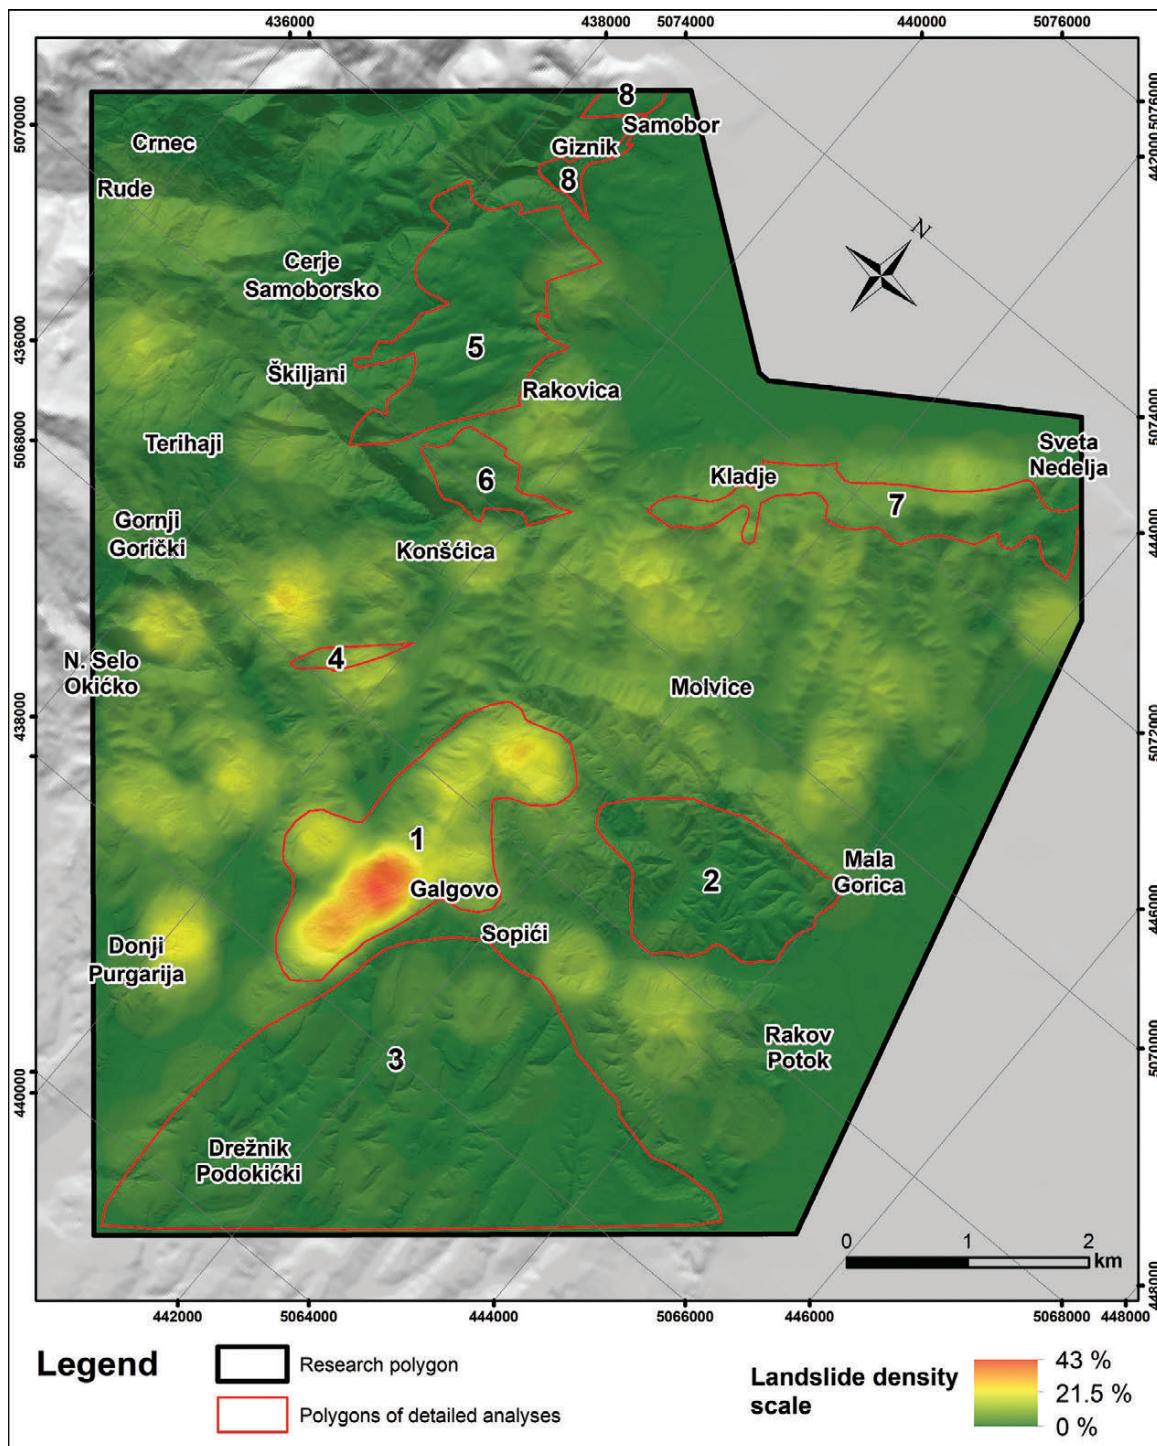 436000
438000
5074000
440000
5076000
5070000
436000
5068000
438000
440000
5076000
442000
5074000
444000
5072000
446000
5070000
448000
8
Samobor
Crnec
Giznik
8
Rude
N
Cerje
Samoborsko
5
Škiljani
Rakovica
Terihaji
Sveta
Nedelja
Kladje
6
7
Gornji
Gorički
Konšćica
4
N. Selo
Okićko
Molvice
1
Mala
Gorica
2
Galgovo
Sopići
Donji
Purgarija
Rakov
Potok
3
Drežnik
Podokićki
0 1 2
km
442000
5064000
444000
5066000
446000
5068000
448000
Legend
Research polygon
Polygons of detailed analyses
Landslide density
scale
43 %
21.5 %
0 %